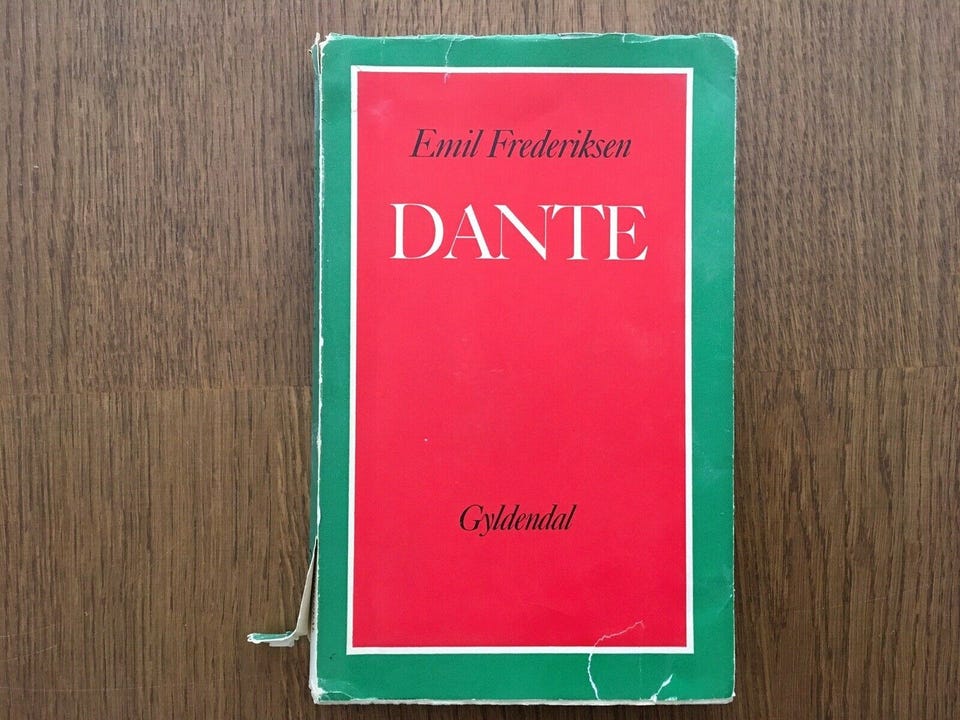 Emil Frederiksen
DANTE
Gyldendal